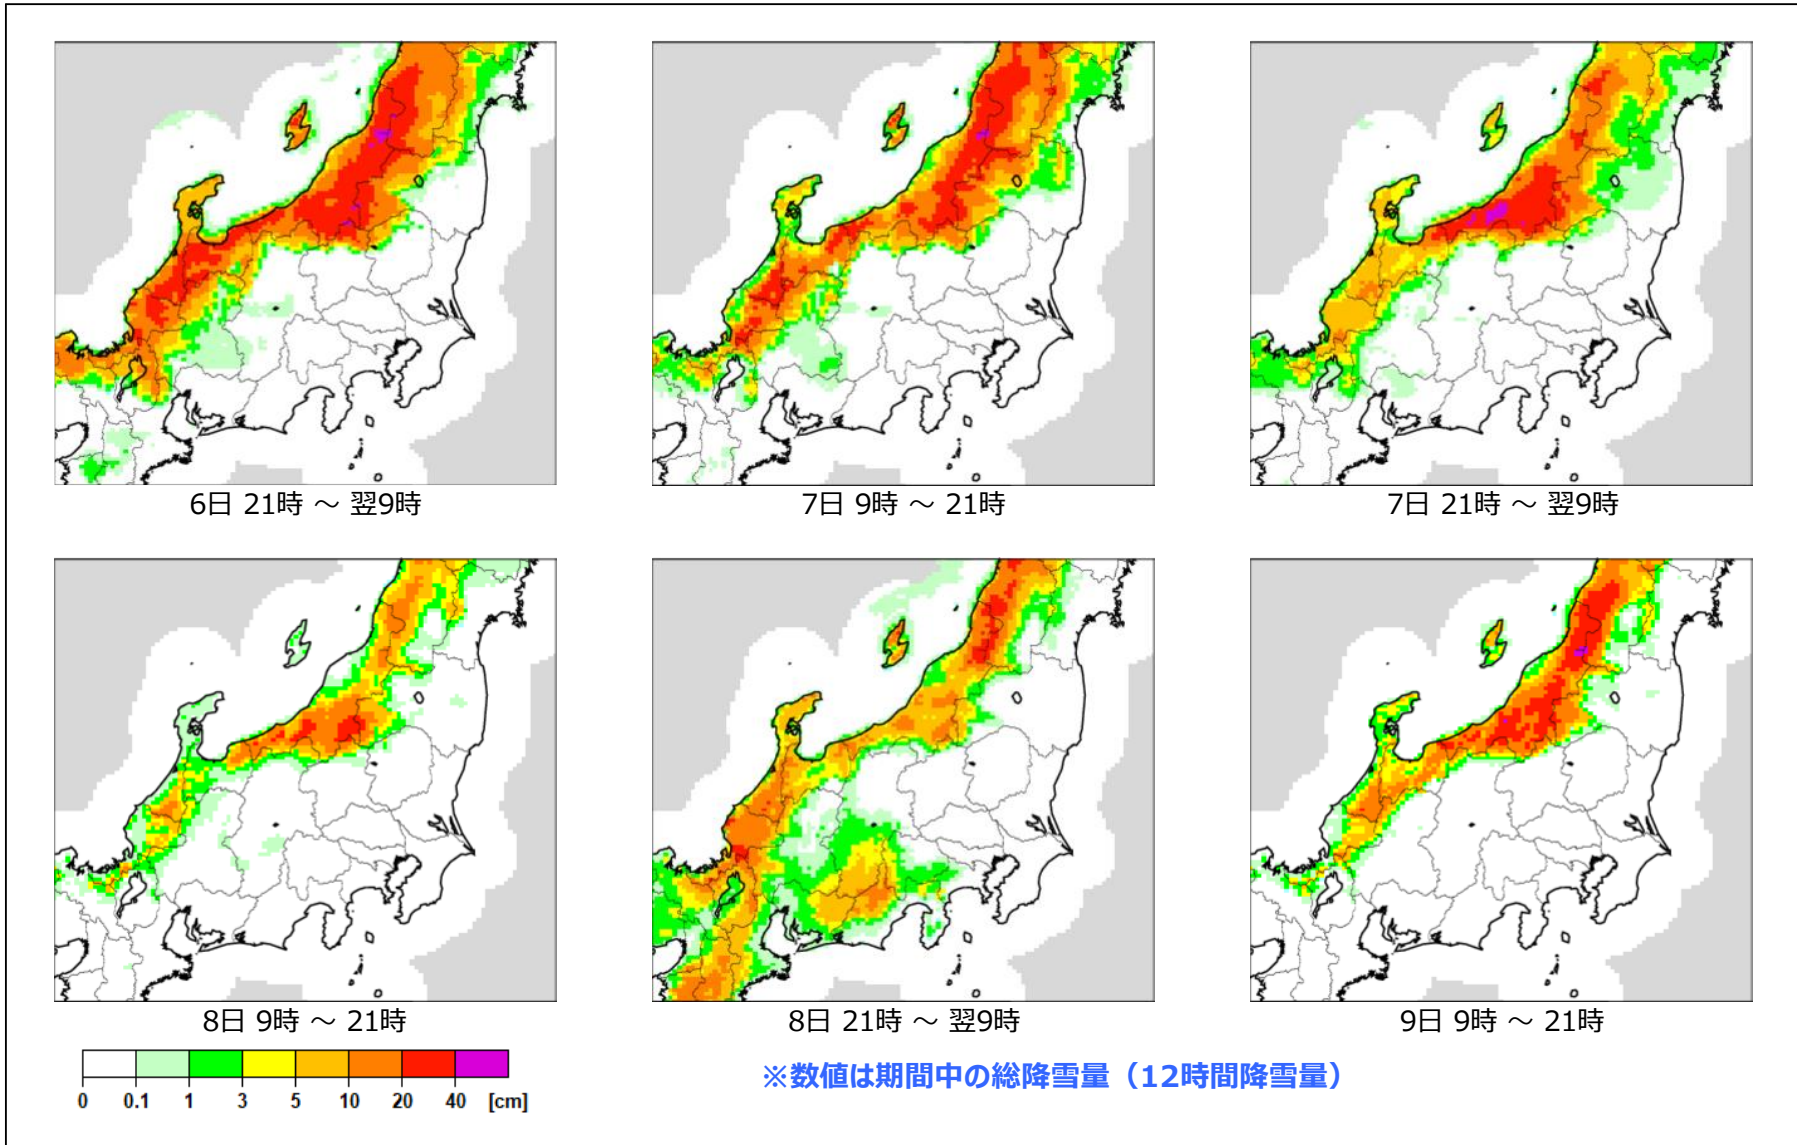 6日 21時 ～ 翌9時
7日 9時 ～ 21時
7日 21時 ～ 翌9時
8日 9時 ～ 21時
8日 21時 ～ 翌9時
9日 9時 ～ 21時
0 0.1 1 3 5 10 20 40 [cm]
※数値は期間中の総降雪量（12時間降雪量）